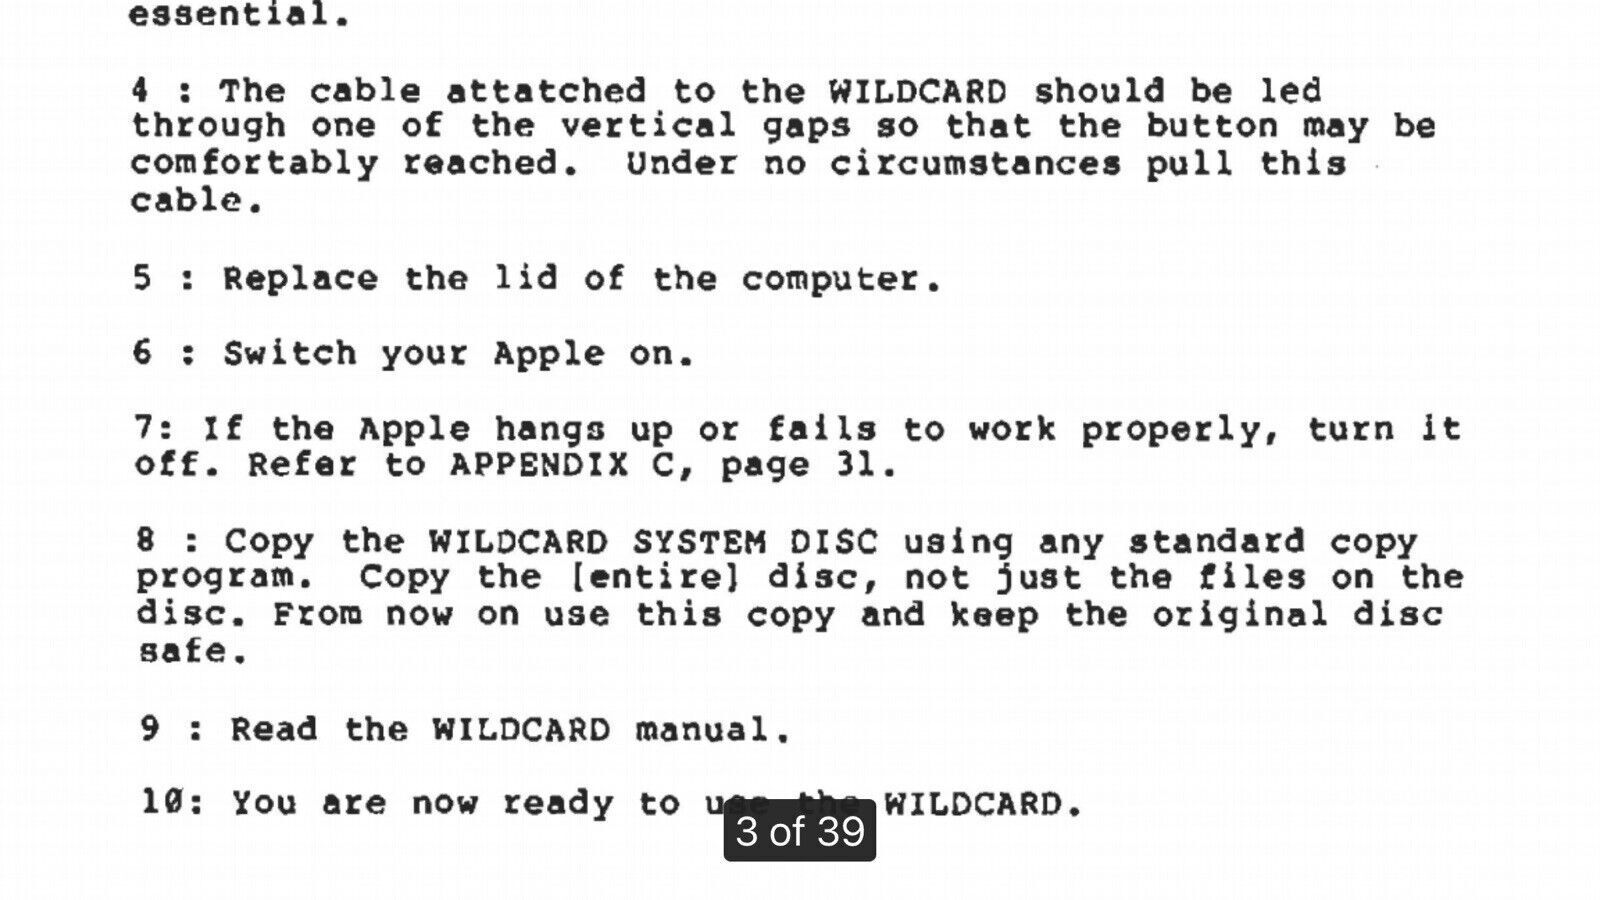 essential.
4 : The cable attatched to the WILDCARD should be led
through one of the vertical gaps so that the button may be
comfortably reached.  Under no circumstances pull this
cable.
5 : Replace the lid of the computer.
6 : Switch your Apple on.
7: If the Apple hangs up or fails to work properly, turn it
off. Refer to APPENDIX C, page 31.
8 : Copy the WILDCARD SYSTEM DISC using any standard copy
program.  Copy the [entire] disc, not just the files on the
disc. From now on use this copy and keep the original disc
safe.
9 : Read the WILDCARD manual.
10: You are now ready to use the WILDCARD.
3 of 39